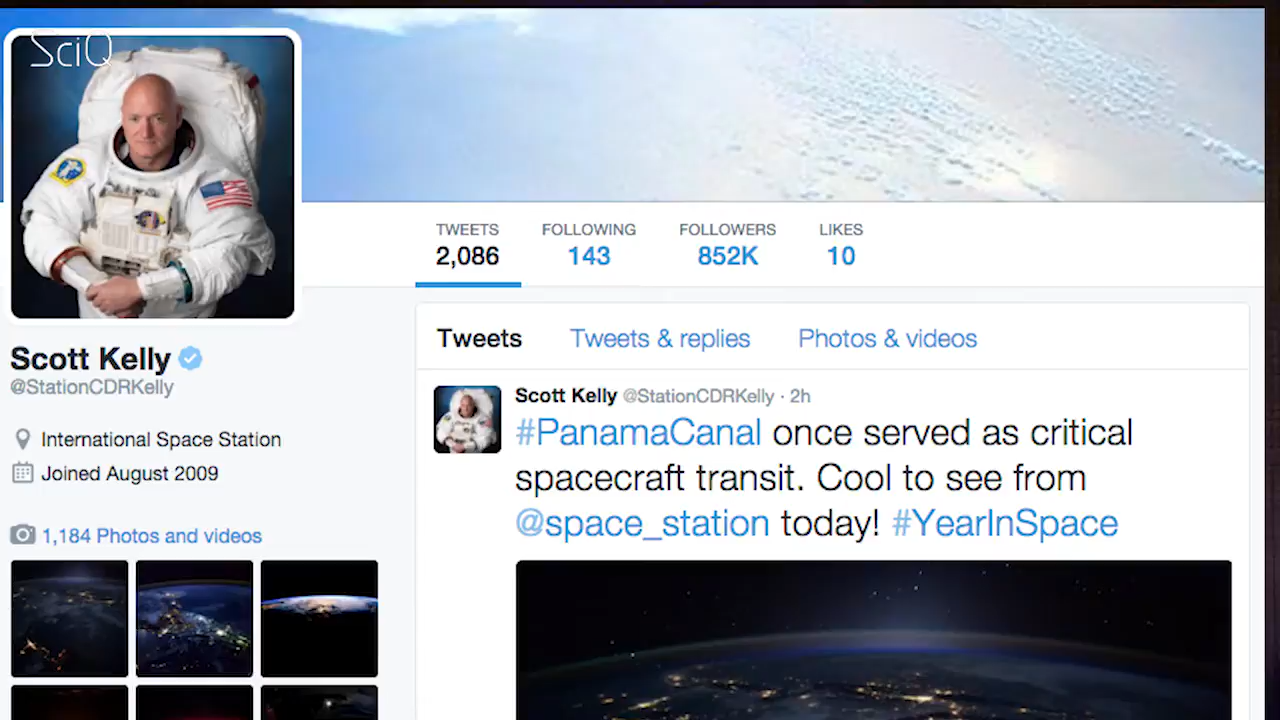 SciQ
TWEETS
2,086
FOLLOWING
143
FOLLOWERS
852K
LIKES
10
Scott Kelly
@StationCDRKelly
International Space Station
Joined August 2009
1,184 Photos and videos
Tweets
Tweets & replies
Photos & videos
Scott Kelly @StationCDRKelly · 2h
#PanamaCanal once served as critical
spacecraft transit. Cool to see from
@space_station today! #YearInSpace